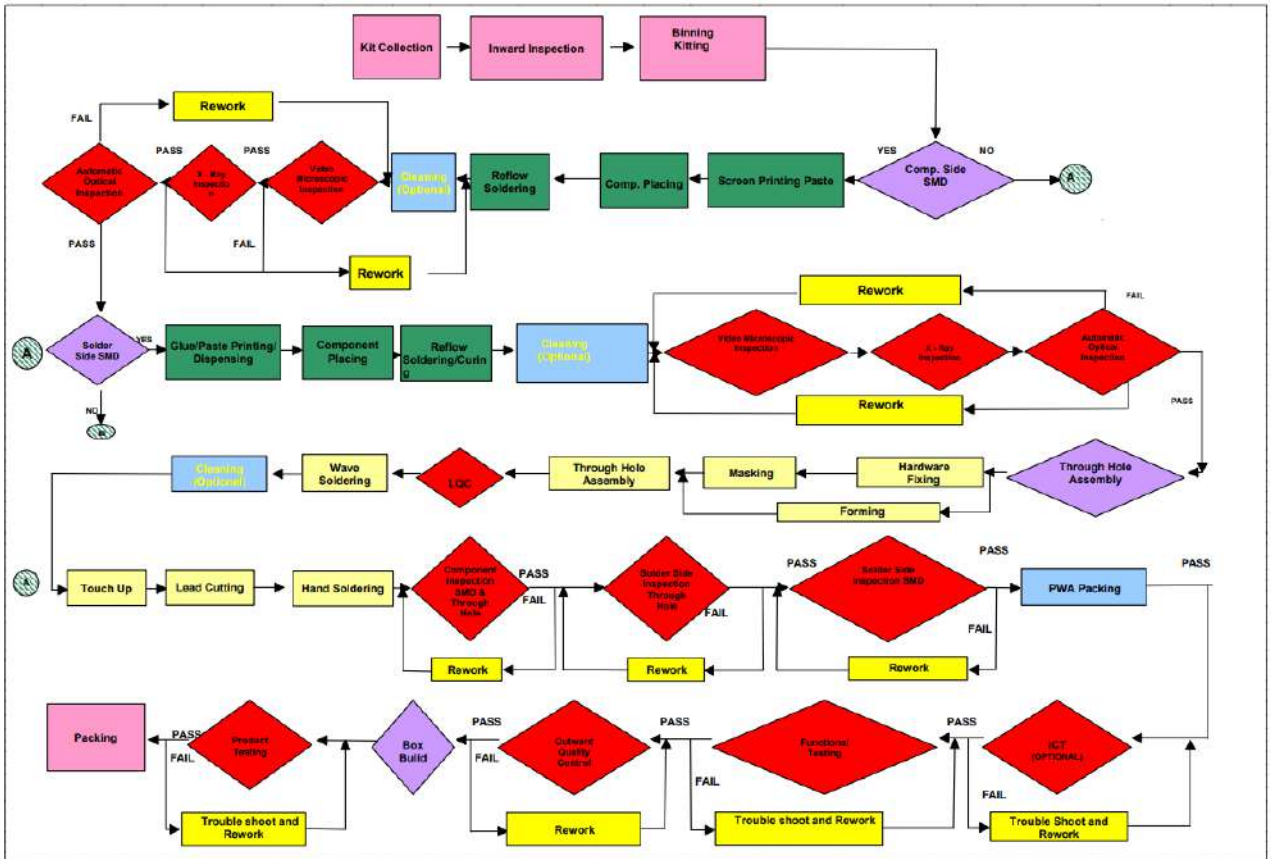 Kit Collection
Inward Inspection
Binning
Kitting
Rework
FAIL
PASS
PASS
YES
NO
Automatic
Optical
Inspection
X - Ray
Inspectio
n
Video
Microscopic
Inspection
Cleaning
(Optional)
Reflow
Soldering
Comp. Placing
Screen Printing Paste
Comp. Side
SMD
A
PASS
FAIL
Rework
Rework
FAIL
A
Solder
Side SMD
YES
Glue/Paste Printing/
Dispensing
Component
Placing
Reflow
Soldering/Curin
g
Cleaning
(Optional)
Video Microscopic
Inspection
X - Ray
Inspection
Automatic
Optical
Inspection
NO
Rework
PASS
Cleaning
(Optional)
Wave
Soldering
LQC
Through Hole
Assembly
Masking
Hardware
Fixing
Through Hole
Assembly
Forming
A
Touch Up
Lead Cutting
Hand Soldering
Component
Inspection
SMD &
Through
Hole
PASS
FAIL
Solder Side
Inspection
Through
Hole
PASS
FAIL
Solder Side
Inspection SMD
PASS
FAIL
PWA Packing
Rework
Rework
Rework
Packing
PASS
FAIL
Product
Testing
Box
Build
PASS
FAIL
Outward
Quality
Control
PASS
FAIL
Functional
Testing
PASS
FAIL
ICT
(OPTIONAL)
Trouble shoot and
Rework
Rework
Trouble shoot and Rework
Trouble Shoot and
Rework